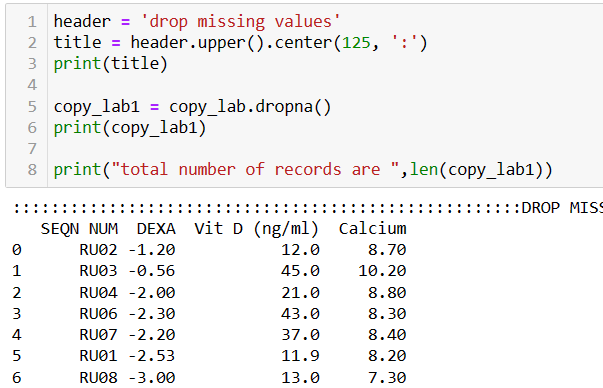 1 header = 'drop missing values'
2 title = header.upper().center(125, ':')
3 print(title)
4
5 copy_lab1 = copy_lab.dropna()
6 print(copy_lab1)
7
8 print("total number of records are ",len(copy_lab1))
::::::::::::::::::::::::::::::::::::::::::::::::::::DROP MISS
SEQN NUM DEXA Vit D (ng/ml) Calcium
0 RU02 -1.20 12.0 8.70
1 RU03 -0.56 45.0 10.20
2 RU04 -2.00 21.0 8.80
3 RU06 -2.30 43.0 8.30
4 RU07 -2.20 37.0 8.40
5 RU01 -2.53 11.9 8.20
6 RU08 -3.00 13.0 7.30